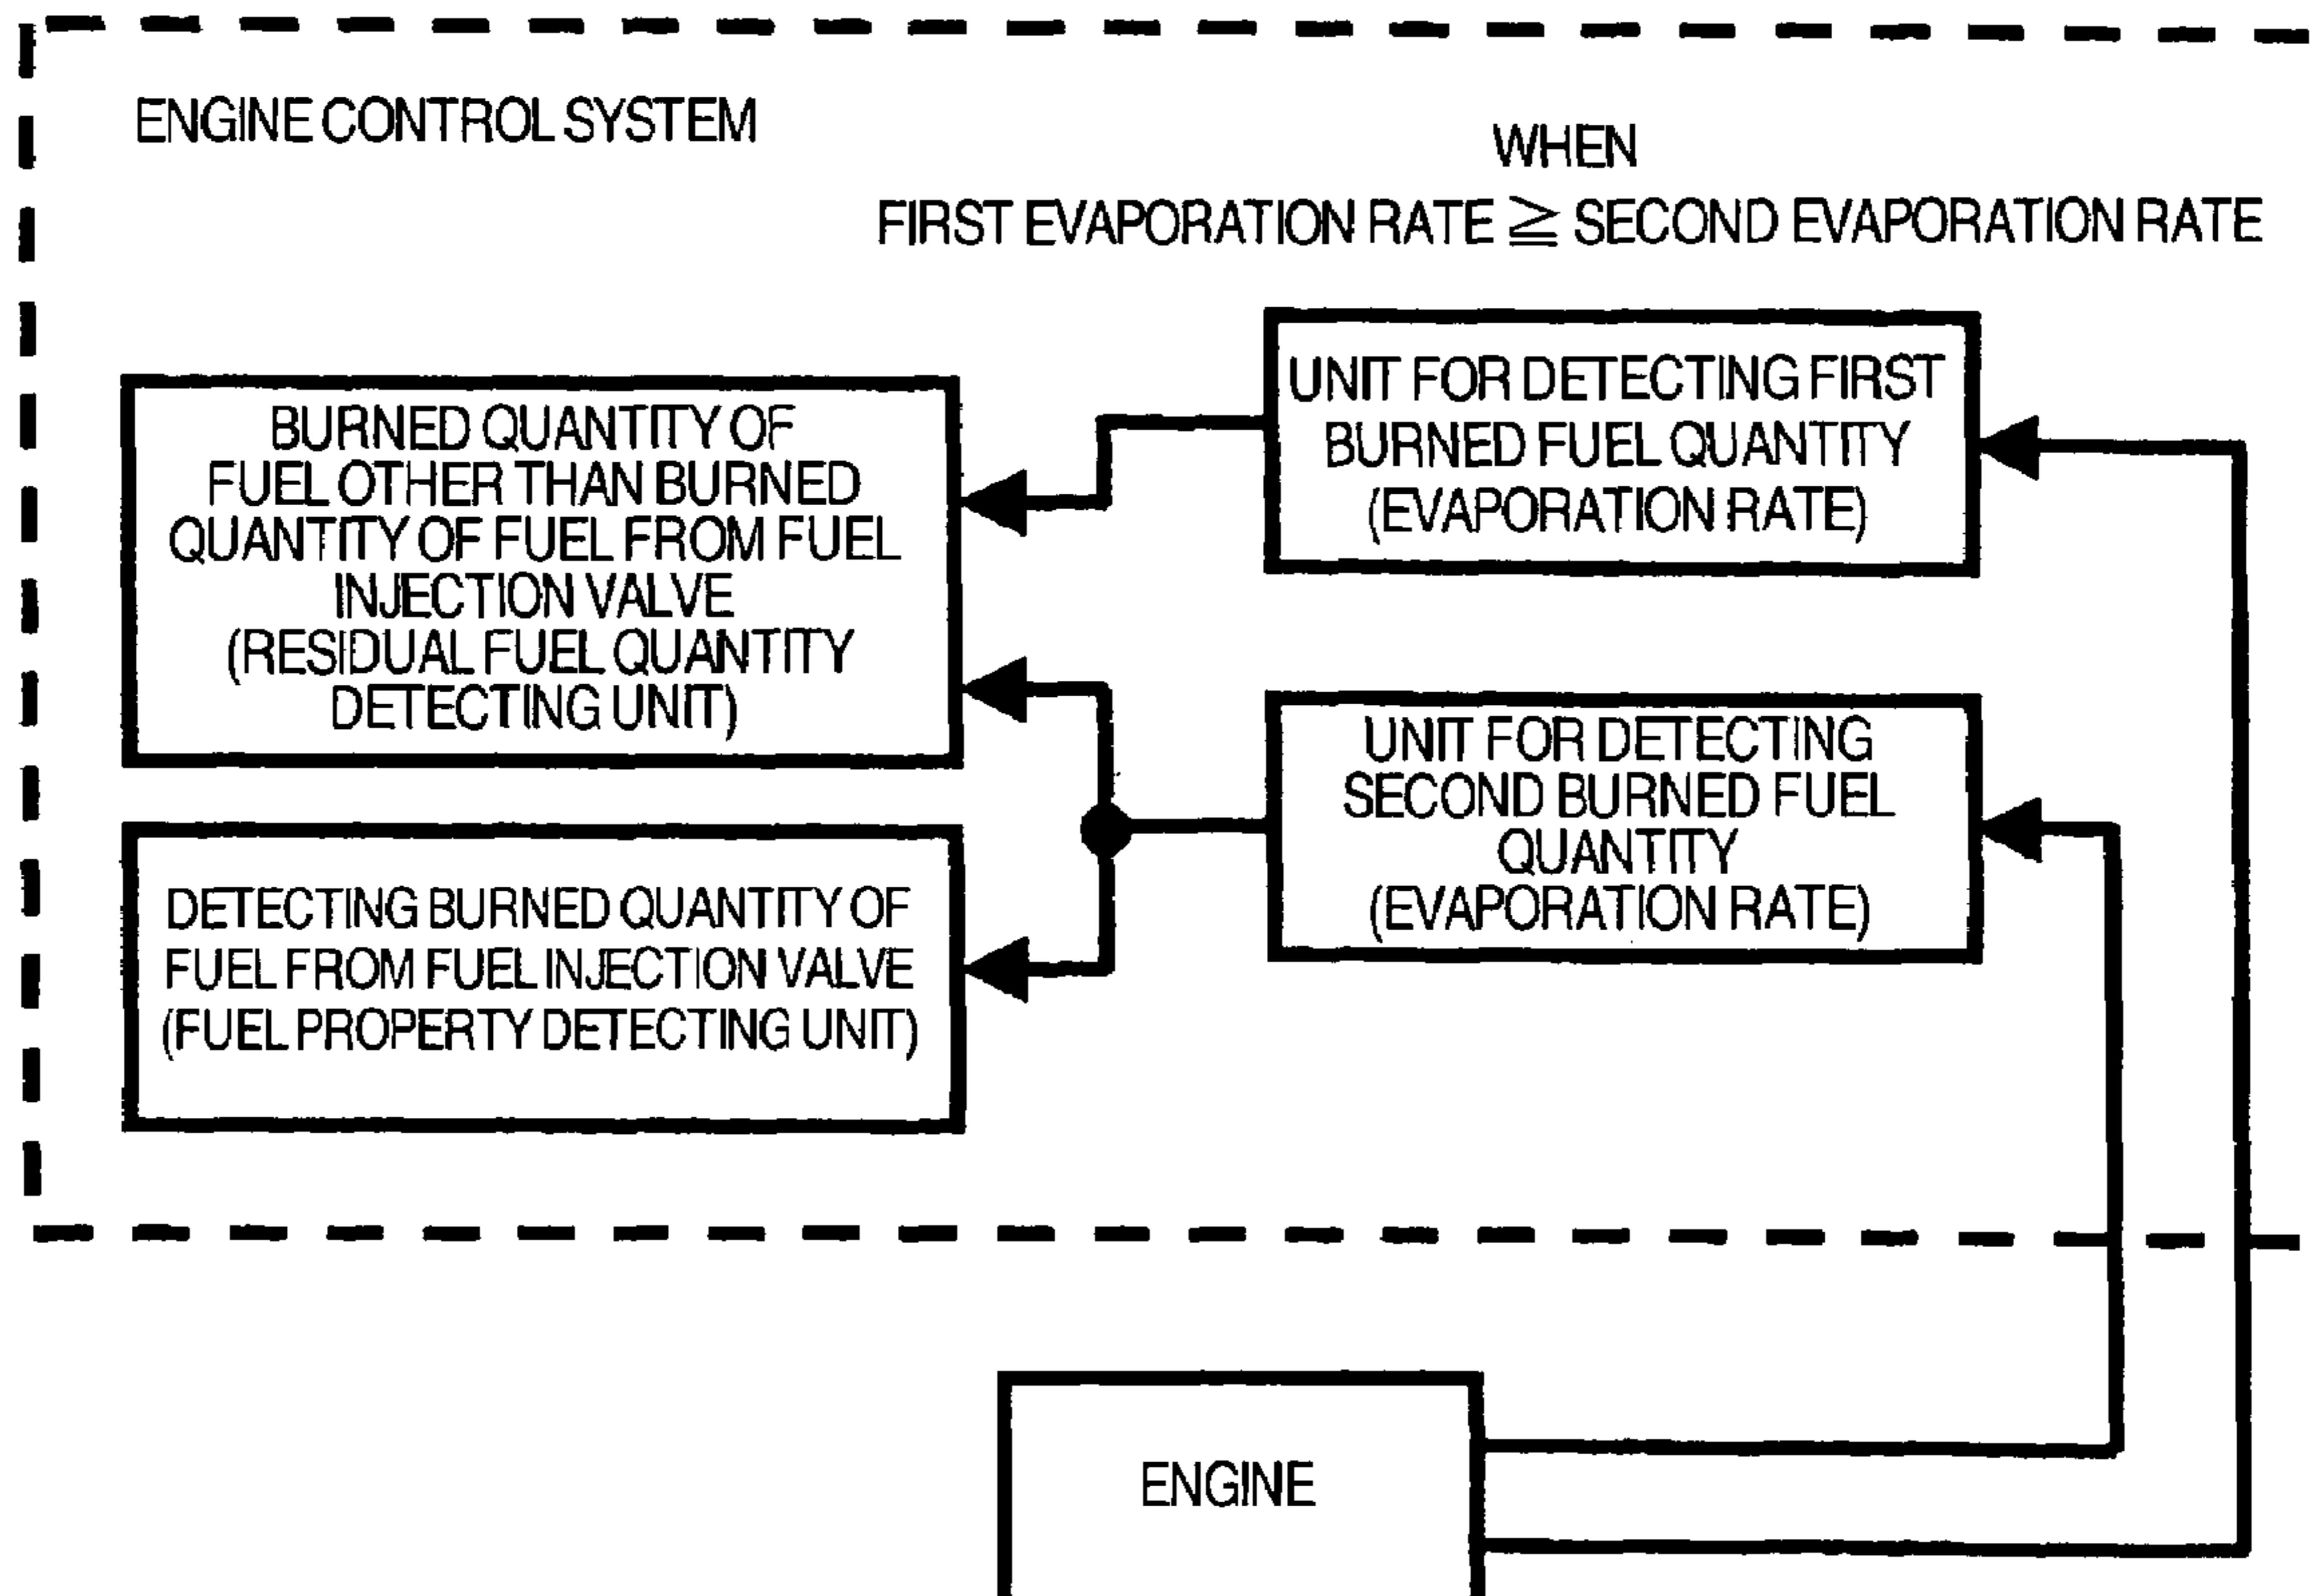 ENGINE CONTROL SYSTEM
WHEN
FIRST EVAPORATION RATE ≧ SECOND EVAPORATION RATE
BURNED QUANTITY OF
FUEL OTHER THAN BURNED
QUANTITY OF FUEL FROM FUEL
INJECTION VALVE
(RESIDUAL FUEL QUANTITY
DETECTING UNIT)
UNIT FOR DETECTING FIRST
BURNED FUEL QUANTITY
(EVAPORATION RATE)
UNIT FOR DETECTING
SECOND BURNED FUEL
QUANTITY
(EVAPORATION RATE)
DETECTING BURNED QUANTITY OF
FUEL FROM FUEL INJECTION VALVE
(FUEL PROPERTY DETECTING UNIT)
ENGINE